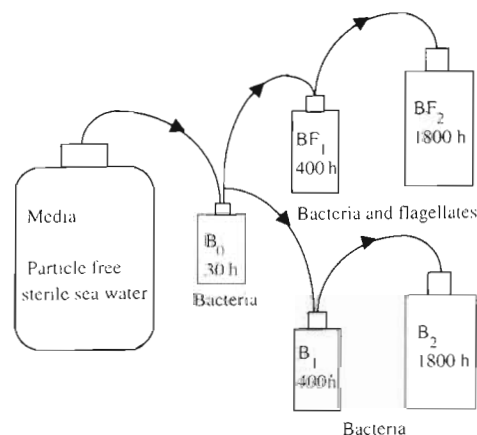 Media
Particle free
sterile sea water
B0
30 h
Bacteria
BF1
400 h
BF2
1800 h
Bacteria and flagellates
B1
400h
B2
1800 h
Bacteria